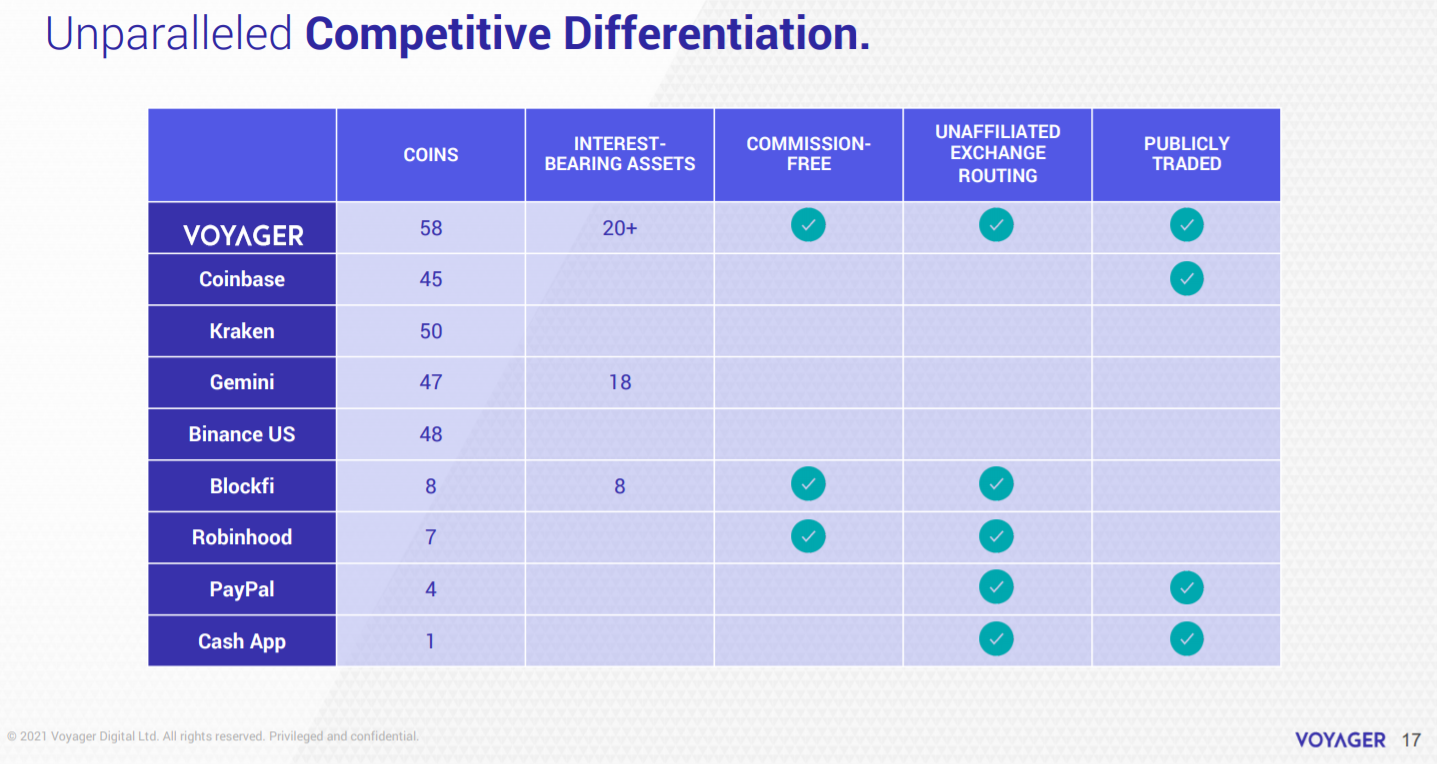 Unparalleled Competitive Differentiation.
COINS
INTEREST-
BEARING ASSETS
COMMISSION-
FREE
UNAFFILIATED
EXCHANGE
ROUTING
PUBLICLY
TRADED
VOYAGER 58 20+
Coinbase 45
Kraken 50
Gemini 47 18
Binance US 48
Blockfi 8 8
Robinhood 7
PayPal 4
Cash App 1
© 2021 Voyager Digital Ltd. All rights reserved. Privileged and confidential.
VOYAGER 17